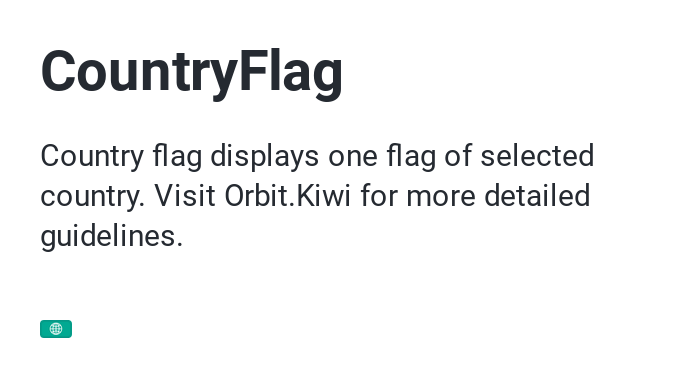 CountryFlag
Country flag displays one flag of selected
country. Visit Orbit.Kiwi for more detailed
guidelines.